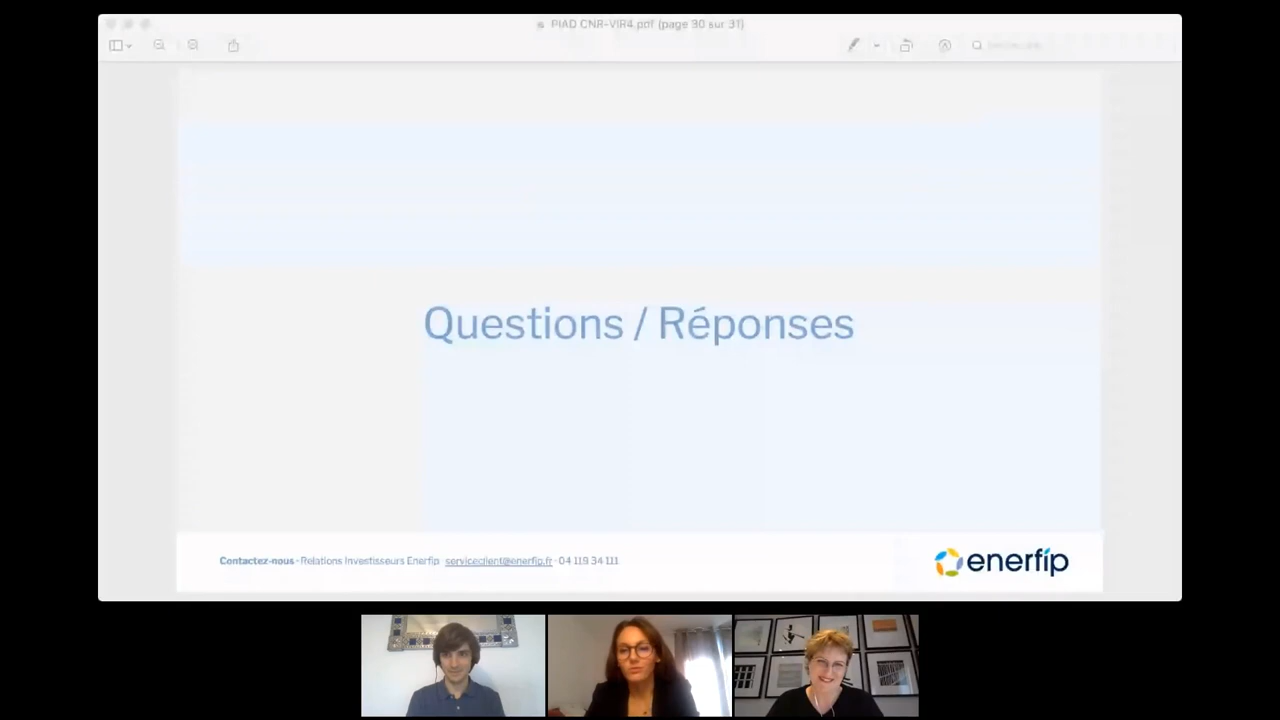 PIAD CNR-VIR4.pdf (page 30 sur 31)
Questions / Réponses
Contactez-nous - Relations Investisseurs Enerfip serviceclient@enerfip.fr - 04 119 34 111
enerfip